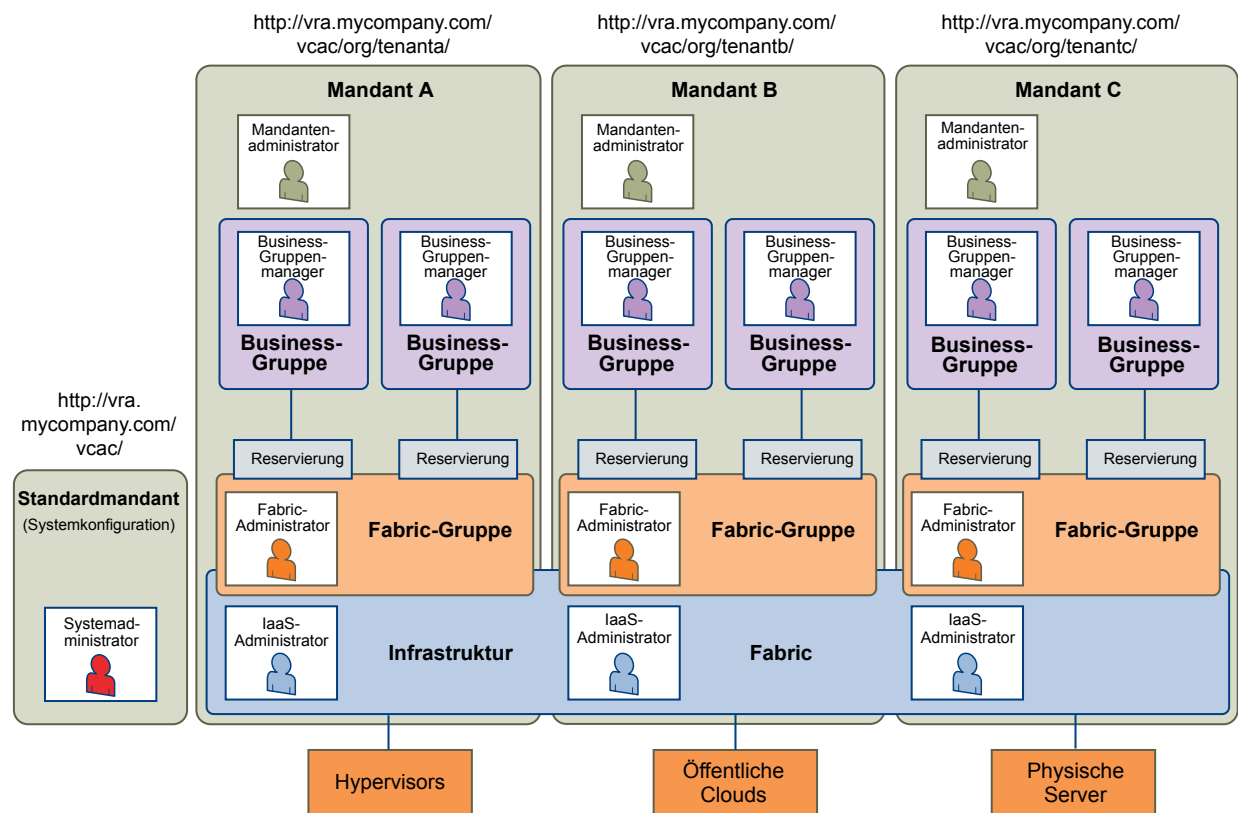 http://vra.mycompany.com/
vcac/org/tenanta/
http://vra.mycompany.com/
vcac/org/tenantb/
http://vra.mycompany.com/
vcac/org/tenantc/
Mandant A
Mandanten-
administrator
Business-
Gruppen-
manager
Business-
Gruppe
Business-
Gruppen-
manager
Business-
Gruppe
Reservierung
Reservierung
Fabric-
Administrator
Fabric-Gruppe
Mandant B
Mandanten-
administrator
Business-
Gruppen-
manager
Business-
Gruppe
Business-
Gruppen-
manager
Business-
Gruppe
Reservierung
Reservierung
Fabric-
Administrator
Fabric-Gruppe
Mandant C
Mandanten-
administrator
Business-
Gruppen-
manager
Business-
Gruppe
Business-
Gruppen-
manager
Business-
Gruppe
Reservierung
Reservierung
Fabric-
Administrator
Fabric-Gruppe
http://vra.
mycompany.com/
vcac/
Standardmandant
(Systemkonfiguration)
Systemad-
ministrator
IaaS-
Administrator
Infrastruktur
IaaS-
Administrator
Fabric
IaaS-
Administrator
Hypervisors
Öffentliche
Clouds
Physische
Server